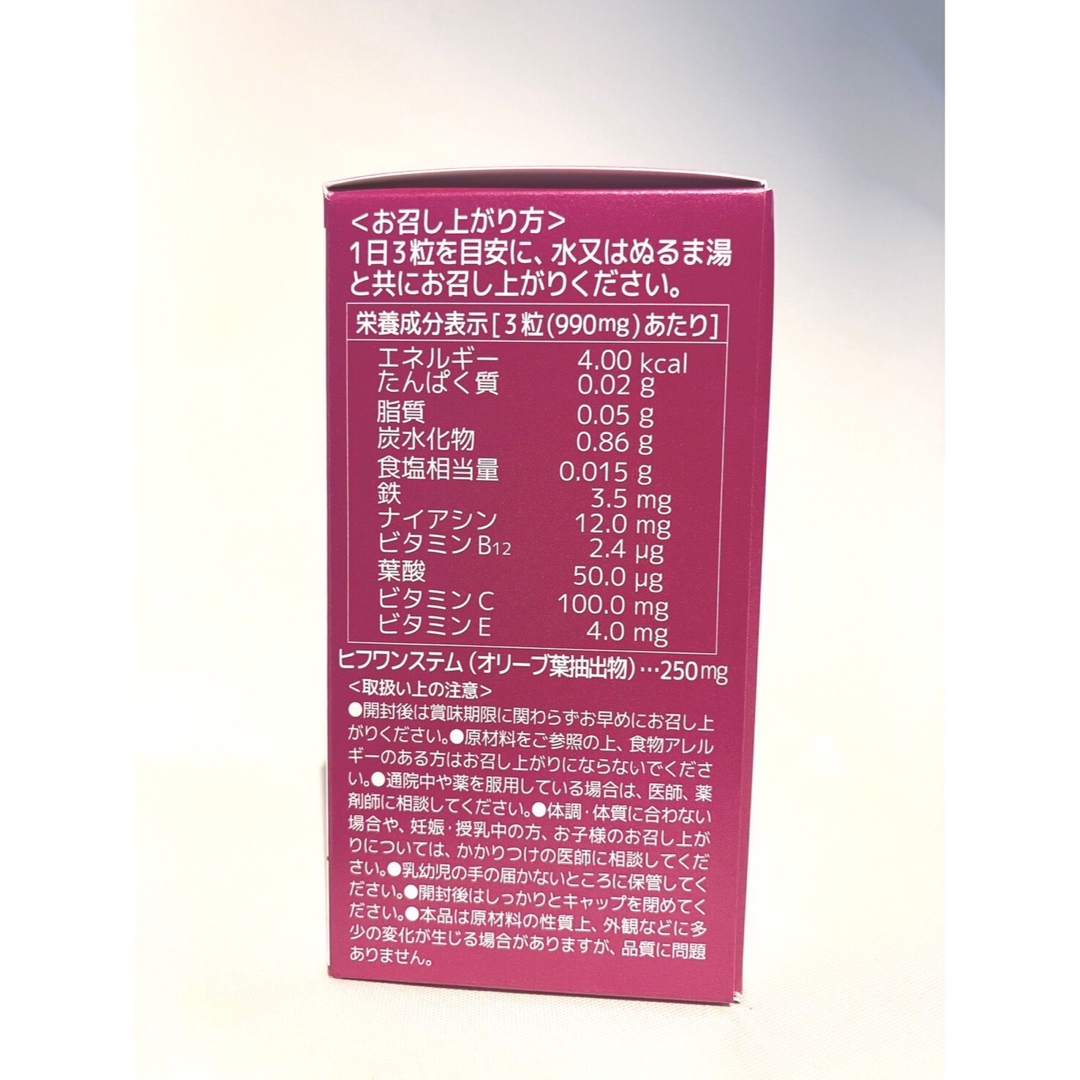 ＜お召し上がり方＞
1日3粒を目安に、水又はぬるま湯
と共にお召し上がりください。
栄養成分表示[3粒(990mg)あたり]
エネルギー 4.00 kcal
たんぱく質 0.02 g
脂質 0.05 g
炭水化物 0.86 g
食塩相当量 0.015 g
鉄 3.5 mg
ナイアシン 12.0 mg
ビタミンB12 2.4 μg
葉酸 50.0 μg
ビタミンC 100.0 mg
ビタミンE 4.0 mg
ヒフワンステム(オリーブ葉抽出物)…250mg
＜取扱い上の注意＞
●開封後は賞味期限に関わらずお早めにお召し上
がりください。●原材料をご参照の上、食物アレル
ギーのある方はお召し上がりにならないでくださ
い。●通院中や薬を服用している場合は、医師、薬
剤師に相談してください。●体調・体質に合わない
場合や、妊娠・授乳中の方、お子様のお召し上が
りについては、かかりつけの医師に相談してくだ
さい。●乳幼児の手の届かないところに保管してく
ださい。●開封後はしっかりとキャップを閉めてく
ださい。●本品は原材料の性質上、外観などに多
少の変化が生じる場合がありますが、品質に問題
ありません。